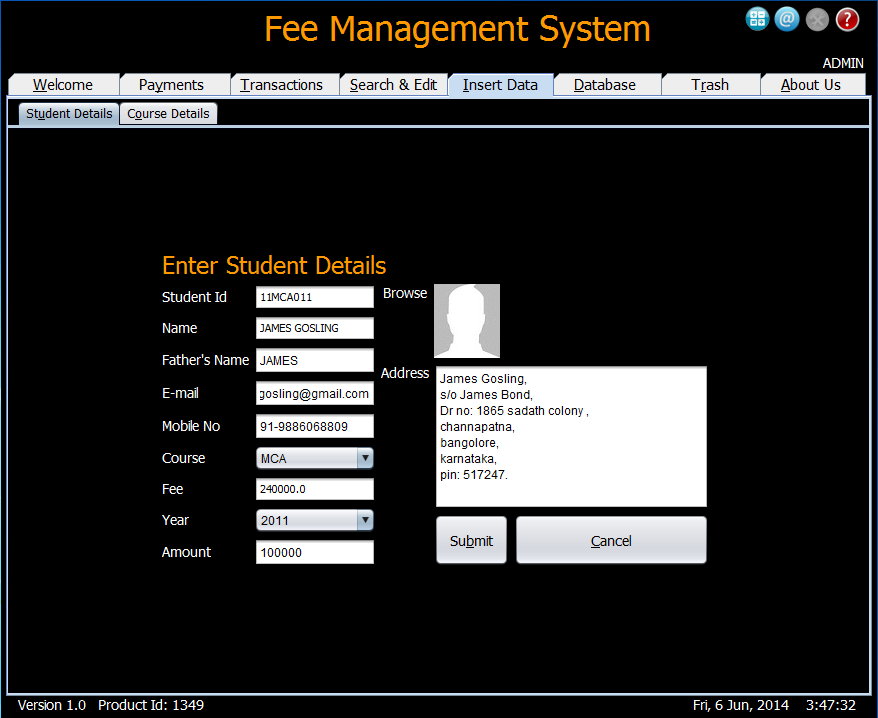 Fee Management System
ADMIN
Welcome Payments Transactions Search & Edit Insert Data Database Trash About Us
Student Details Course Details
Enter Student Details
Student Id 11MCA011 Browse
Name JAMES GOSLING
Father's Name JAMES
E-mail gosling@gmail.com
Mobile No 91-9886068809
Course MCA
Fee 240000.0
Year 2011
Amount 100000
Address
James Gosling,
s/o James Bond,
Dr no: 1865 sadath colony ,
channapatna,
bangolore,
karnataka,
pin: 517247.
Submit Cancel
Version 1.0 Product Id: 1349 Fri, 6 Jun, 2014 3:47:32